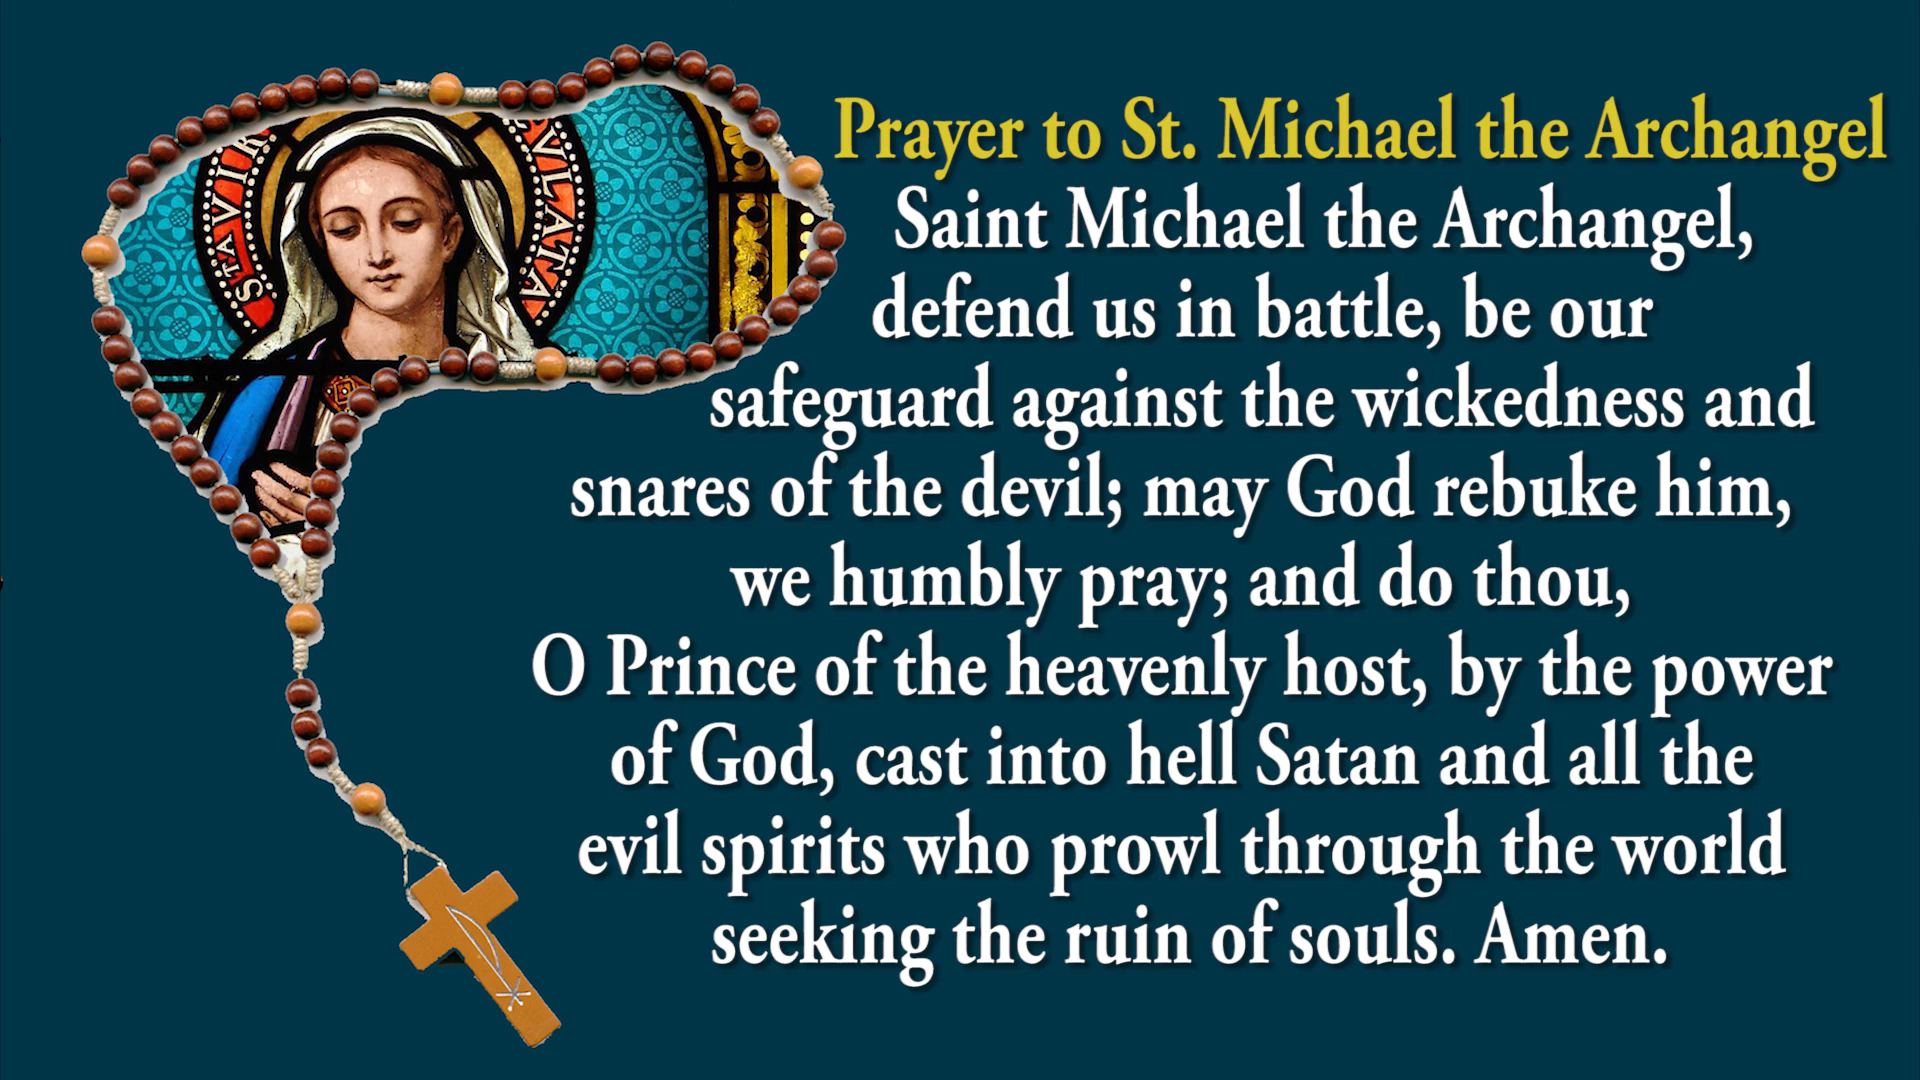 STA VIR
AVLATA
Prayer to St. Michael the Archangel
Saint Michael the Archangel,
defend us in battle, be our
safeguard against the wickedness and
snares of the devil; may God rebuke him,
we humbly pray; and do thou,
O Prince of the heavenly host, by the power
of God, cast into hell Satan and all the
evil spirits who prowl through the world
seeking the ruin of souls. Amen.